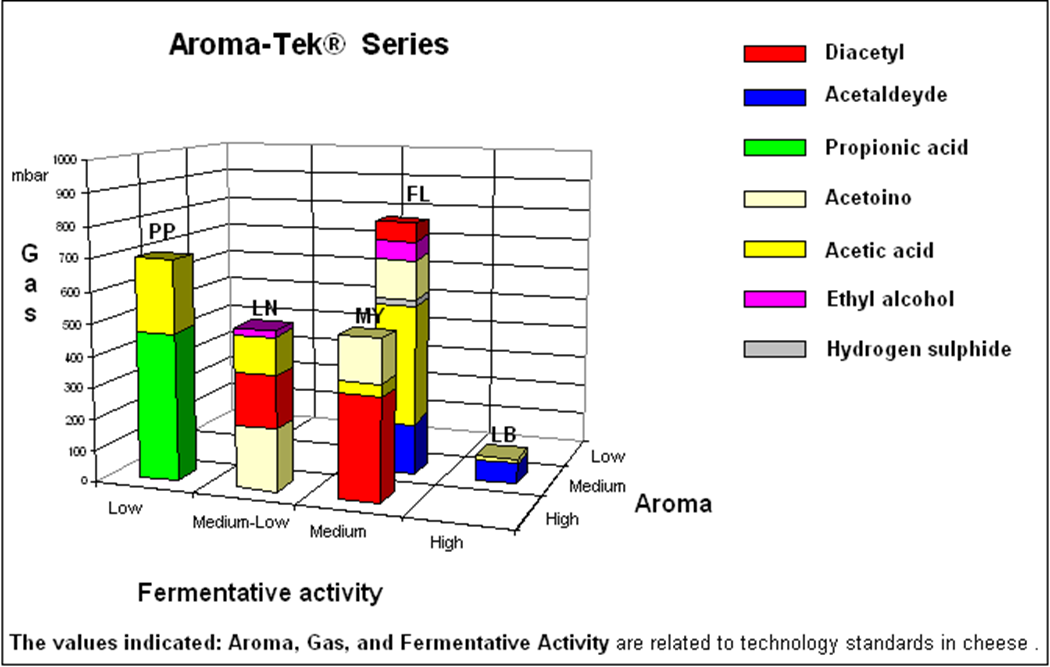 Aroma-Tek® Series
Diacetyl
Acetaldeyde
Propionic acid
Acetoino
Acetic acid
Ethyl alcohol
Hydrogen sulphide
mbar
Gas
1000
900
800
700
600
500
400
300
200
100
0
PP
LN
MY
FL
LB
Low
Medium-Low
Medium
High
Fermentative activity
Low
Medium
High
Aroma
The values indicated: Aroma, Gas, and Fermentative Activity are related to technology standards in cheese .